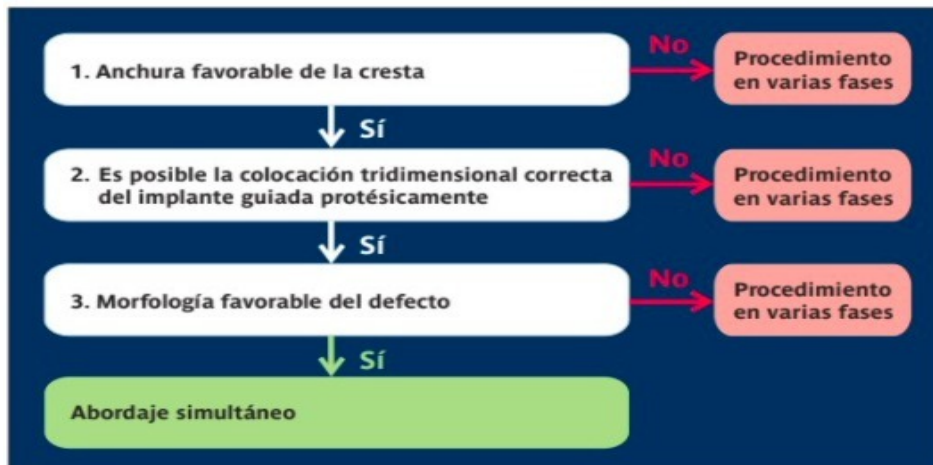 1. Anchura favorable de la cresta
No
Procedimiento
en varias fases
Sí
2. Es posible la colocación tridimensional correcta
del implante guiada protésicamente
No
Procedimiento
en varias fases
Sí
3. Morfología favorable del defecto
No
Procedimiento
en varias fases
Sí
Abordaje simultáneo